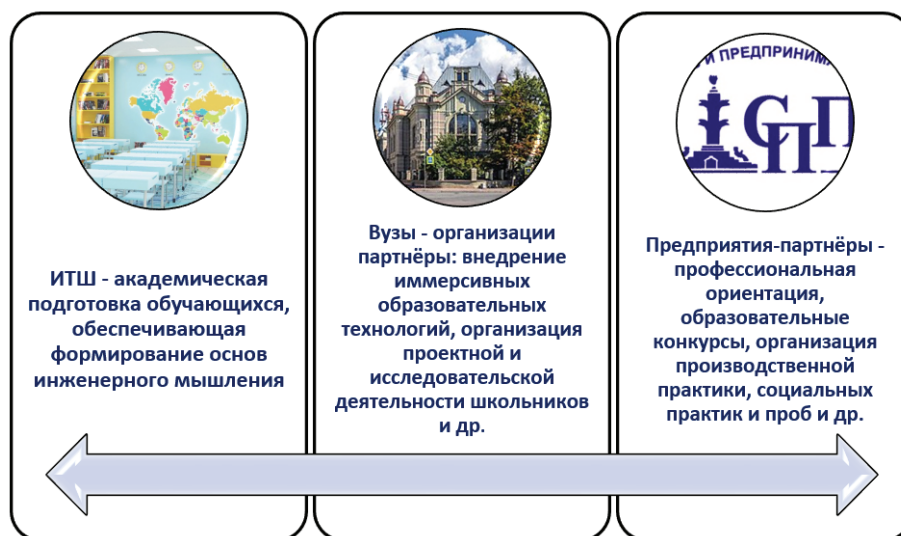 ИТШ - академическая
подготовка обучающихся,
обеспечивающая
формирование основ
инженерного мышления
Вузы - организации
партнёры: внедрение
иммерсивных
образовательных
технологий, организация
проектной и
исследовательской
деятельности школьников
и др.
И ПРЕДПРИНИМА
СПП
Предприятия-партнёры -
профессиональная
ориентация,
образовательные
конкурсы, организация
производственной
практики, социальных
практик и проб и др.